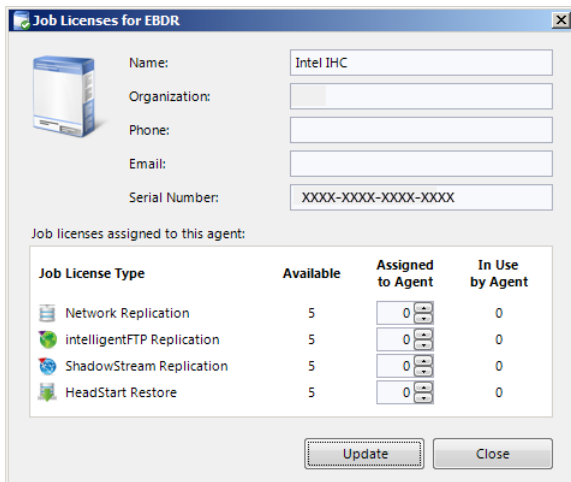 Job Licenses for EBDR
Name: Intel IHC
Organization:
Phone:
Email:
Serial Number: XXXX-XXXX-XXXX-XXXX
Job licenses assigned to this agent:
Job License Type Available Assigned to Agent In Use by Agent
Network Replication 5 0 0
intelligentFTP Replication 5 0 0
ShadowStream Replication 5 0 0
HeadStart Restore 5 0 0
Update Close